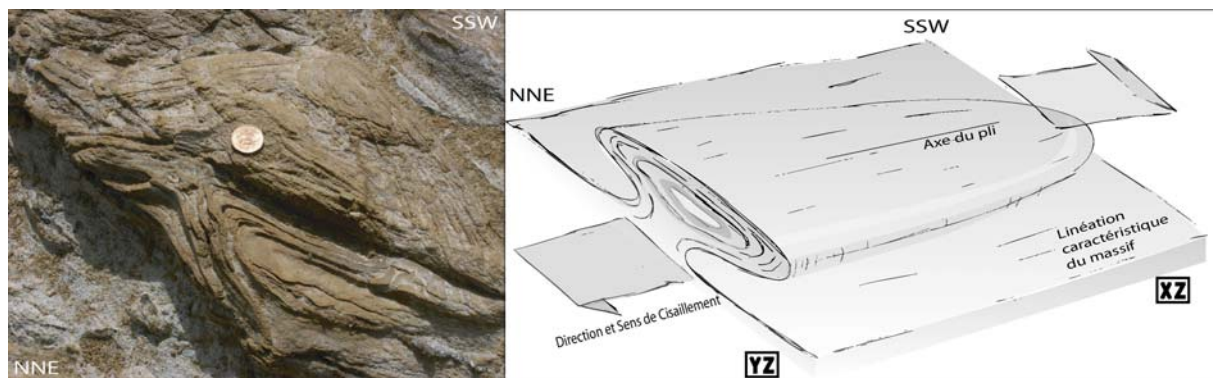 SSW
NNE
SSW
NNE
Axe du pli
Linéation
caractéristique
du massif
Direction et Sens de Cisaillement
YZ
XZ